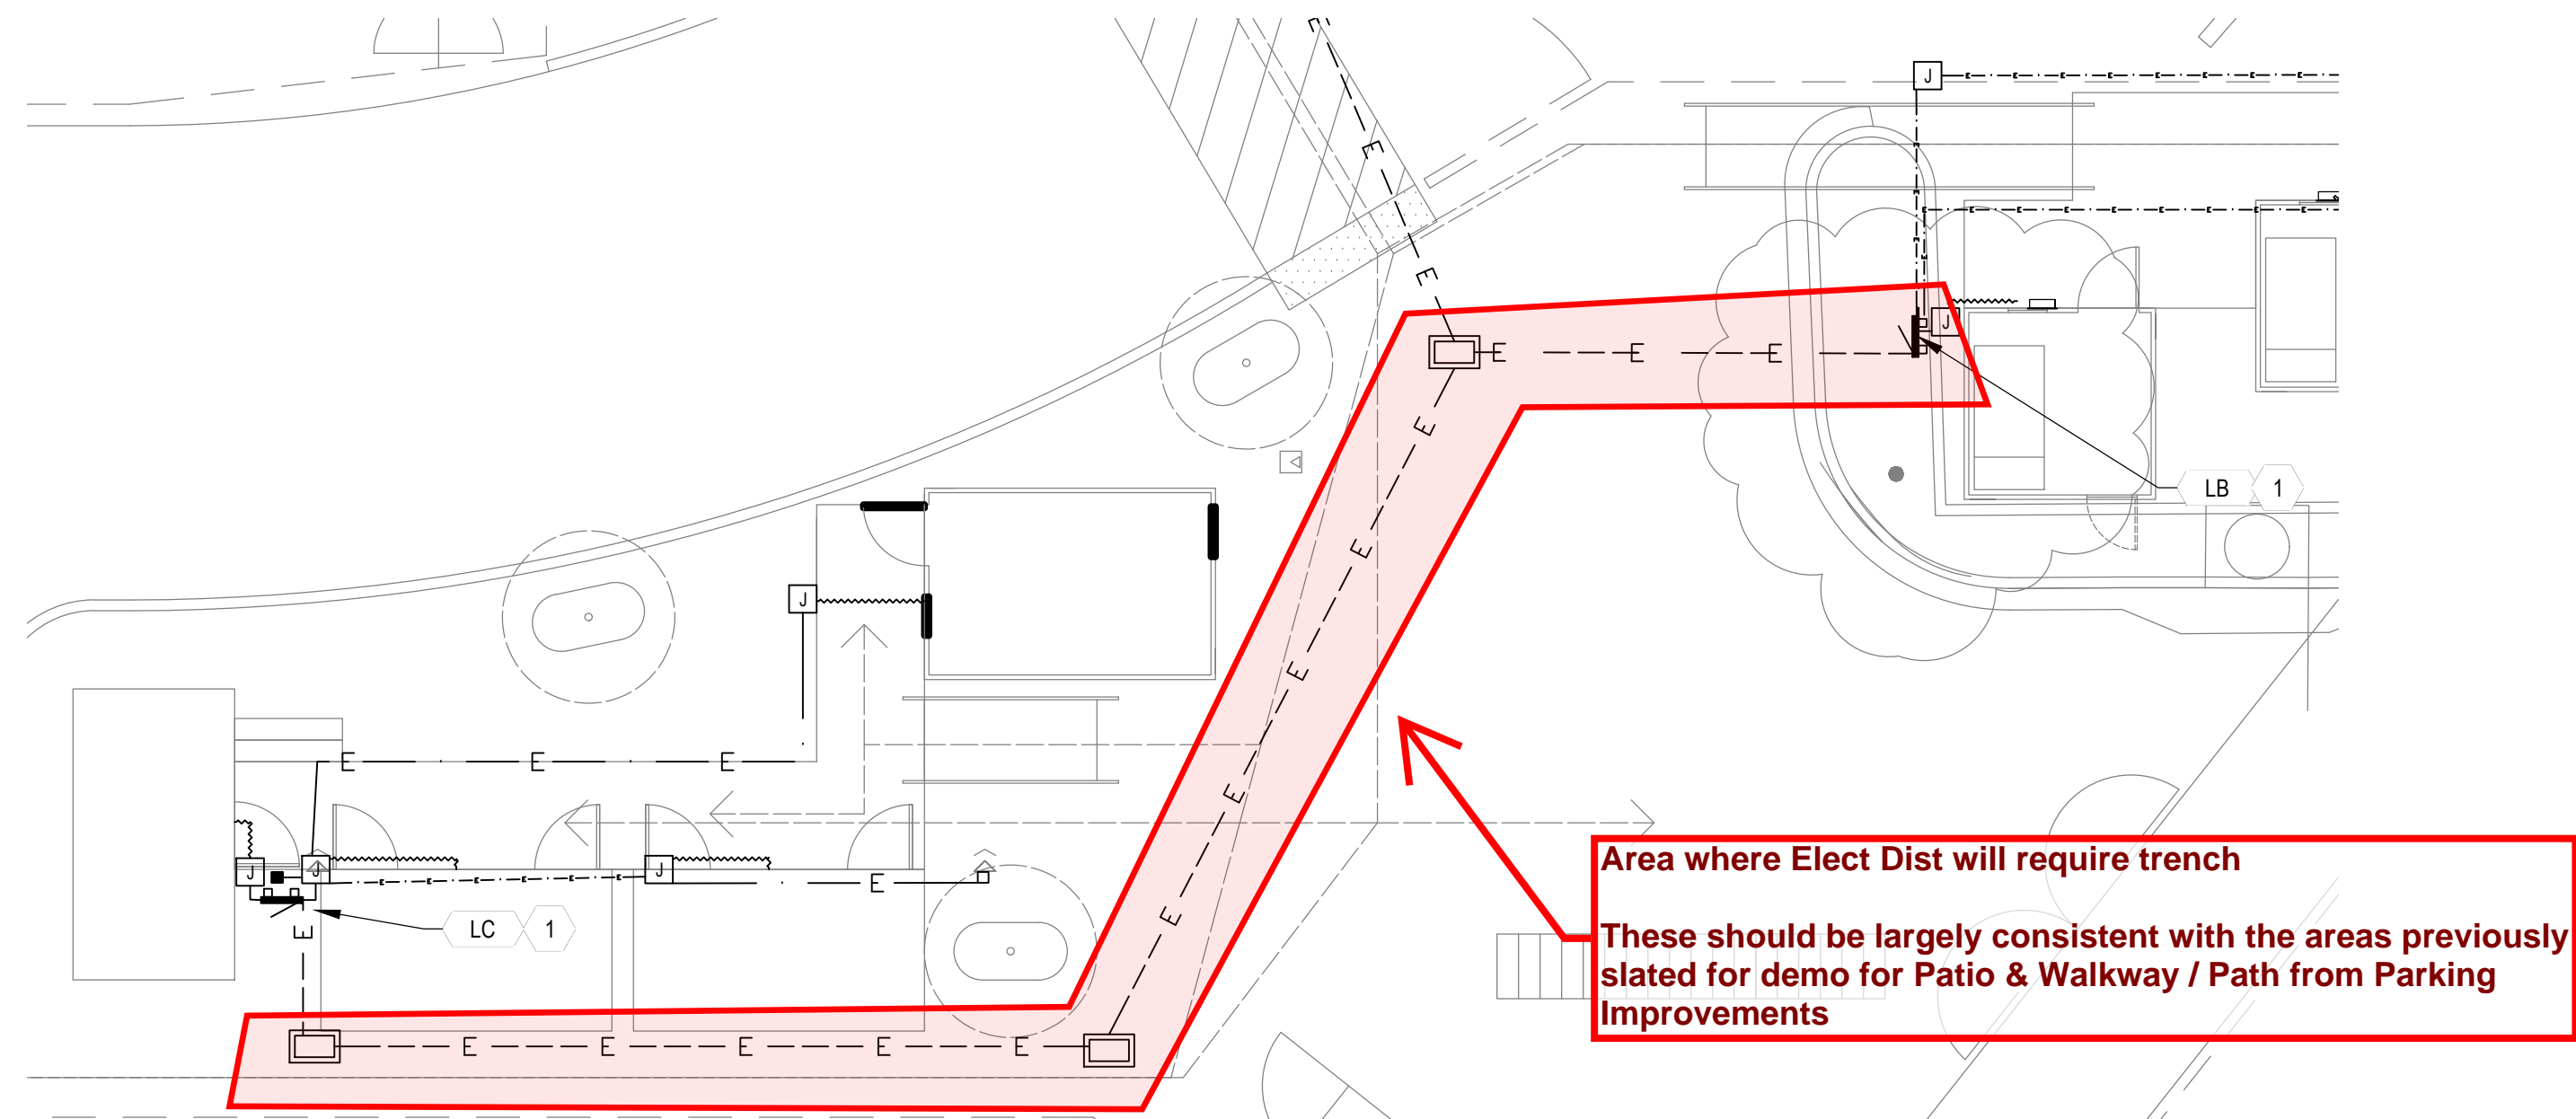 J
E
E
J
E E E
LB 1
E
E
J
E
E
E E E
E
J J J
E
E
LC 1
E
E E E E E
Area where Elect Dist will require trench
These should be largely consistent with the areas previously
slated for demo for Patio & Walkway / Path from Parking
Improvements